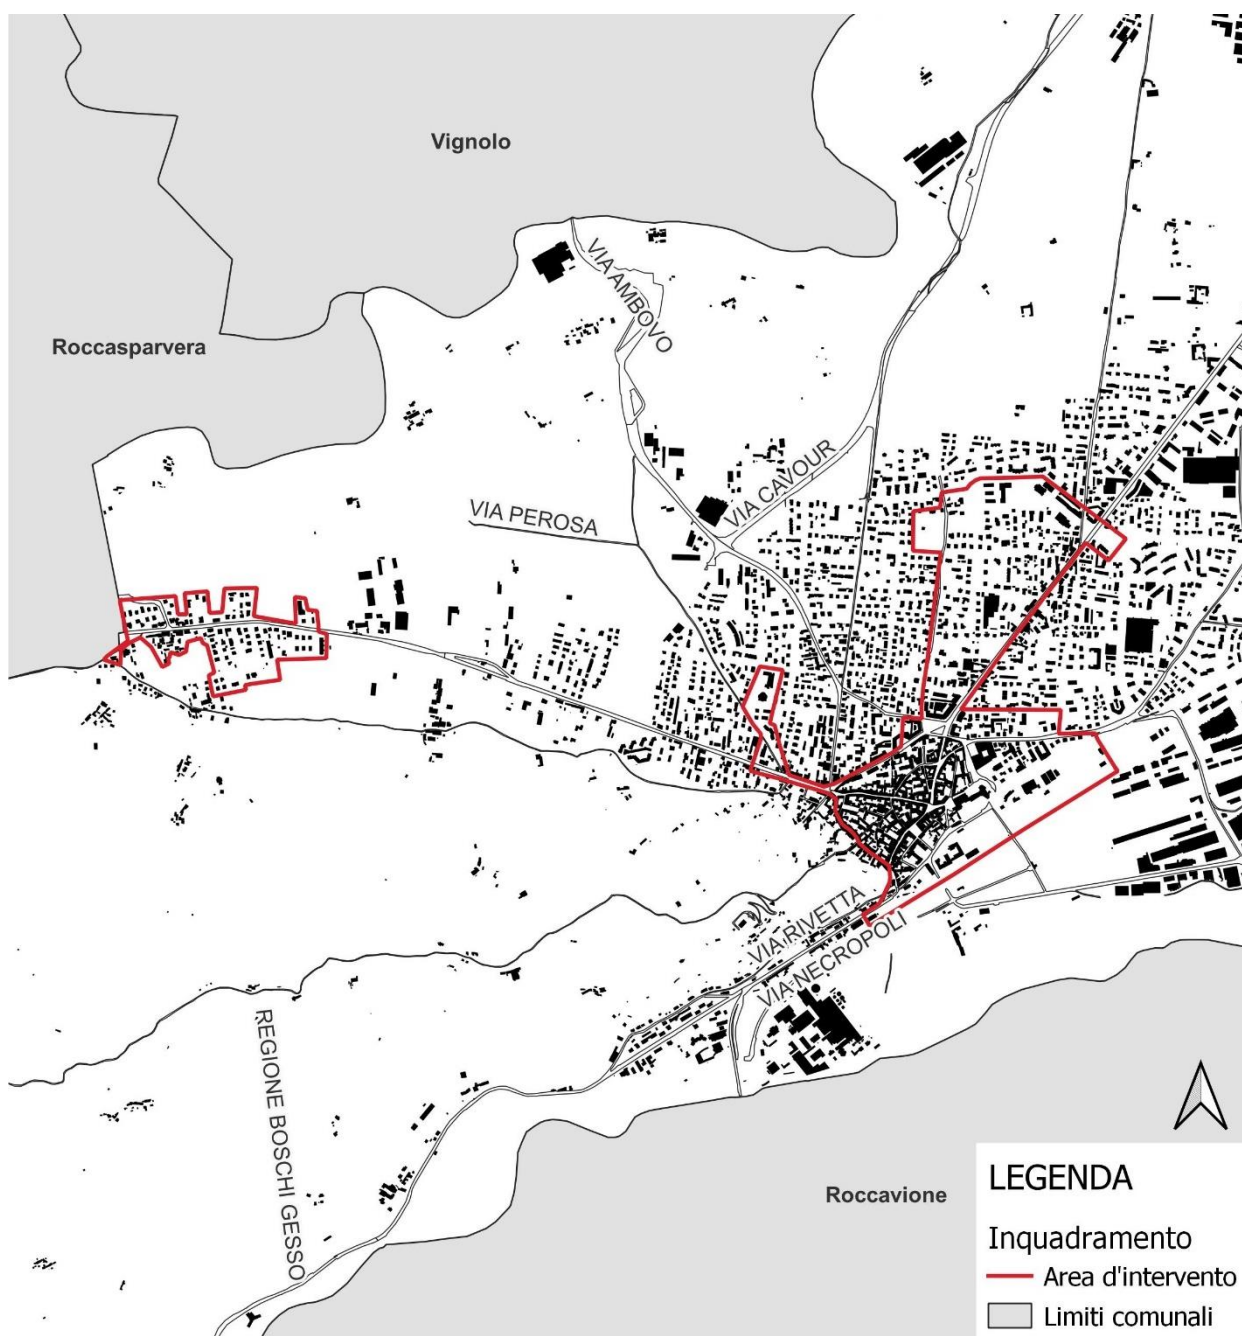 Vignolo
VIA AMBOVO
Roccasparvera
VIA CAVOUR
VIA PEROSA
VIA RIVETTA
VIA NECROPOLI
REGIONE BOSCHI GESSO
Roccavione
LEGENDA
Inquadramento
Area d'intervento
Limiti comunali